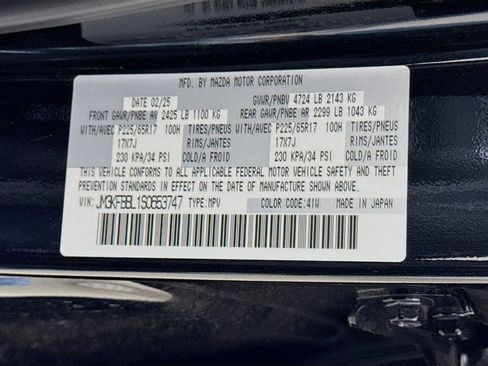 MFD. BY MAZDA MOTOR CORPORATION
DATE 02/25 GVWR/PNBV 4724 LB 2143 KG
FRONT GAWR/PNBE AV 2425 LB 1100 KG REAR GAWR/PNBE AR 2299 LB 1043 KG
WITH/AVEC P225/65R17 100H TIRES/PNEUS WITH/AVEC P225/65R17 100H TIRES/PNEUS
17X7J RIMS/JANTES 17X7J RIMS/JANTES
230 KPA/34 PSI COLD/A FROID 230 KPA/34 PSI COLD/A FROID
THIS VEHICLE CONFORMS TO ALL APPLICABLE FEDERAL MOTOR VEHICLE SAFETY AND THEFT
PREVENTION STANDARDS IN EFFECT ON THE DATE OF MANUFACTURE SHOWN ABOVE.
VIN: JM3KFBBL1S0653747 TYPE: MPV COLOR CODE: 41W MADE IN JAPAN